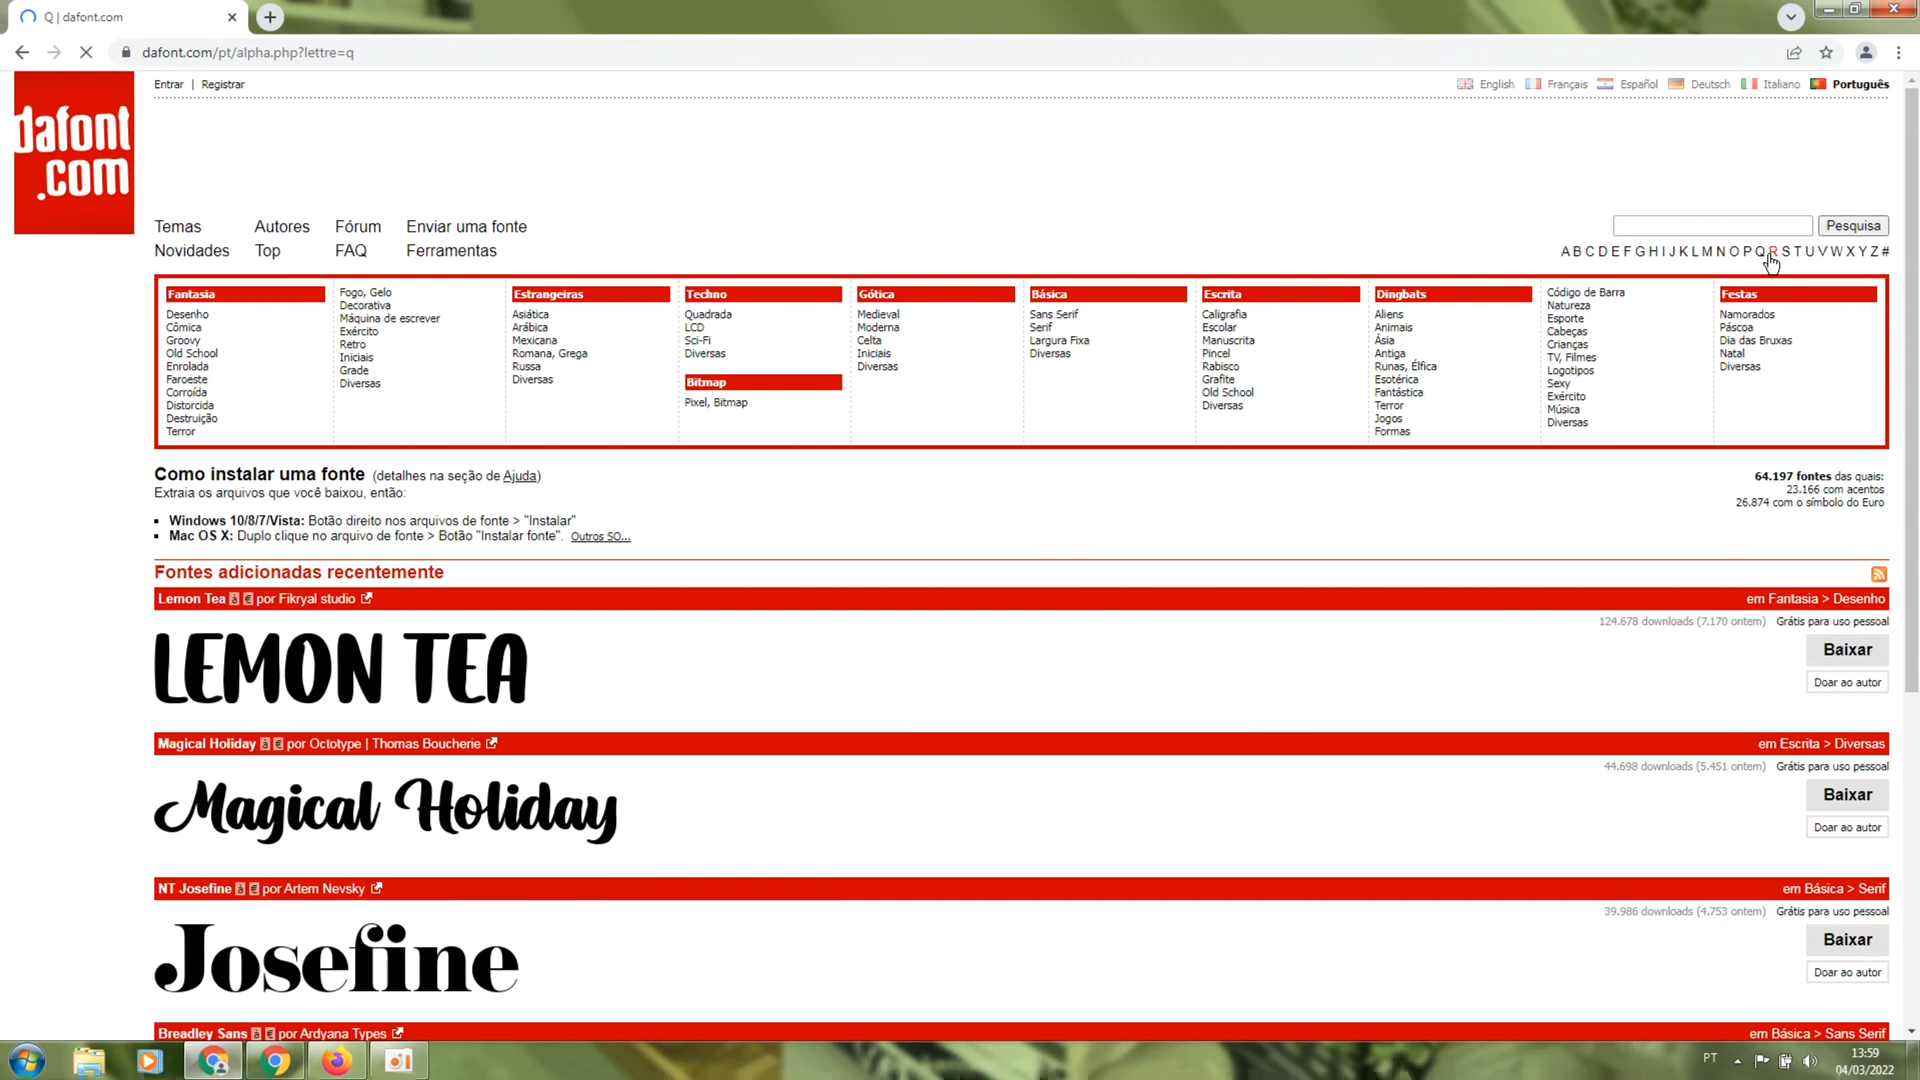 Q | dafont.com
dafont.com/pt/alpha.php?lettre=q
dafont
.com
Entrar | Registrar
English Français Español Deutsch Italiano Português
Temas Autores Fórum Enviar uma fonte
Novidades Top FAQ Ferramentas
Pesquisa
A B C D E F G H I J K L M N O P Q R S T U V W X Y Z #
Fantasia
Desenho
Cômica
Groovy
Old School
Enrolada
Faroeste
Corroída
Distorcida
Destruição
Terror
Fogo, Gelo
Decorativa
Máquina de escrever
Exército
Retro
Iniciais
Grade
Diversas
Estrangeiras
Asiática
Arábica
Mexicana
Romana, Grega
Russa
Diversas
Techno
Quadrada
LCD
Sci-Fi
Diversas
Bitmap
Pixel, Bitmap
Gótica
Medieval
Moderna
Celta
Iniciais
Diversas
Básica
Sans Serif
Serif
Largura Fixa
Diversas
Escrita
Caligrafia
Escolar
Manuscrita
Pincel
Rabisco
Grafite
Old School
Diversas
Dingbats
Aliens
Animais
Ásia
Antiga
Runas, Élfica
Esotérica
Fantástica
Terror
Jogos
Formas
Código de Barra
Natureza
Esporte
Cabeças
Crianças
TV, Filmes
Logotipos
Sexy
Exército
Música
Diversas
Festas
Namorados
Páscoa
Dia das Bruxas
Natal
Diversas
Como instalar uma fonte (detalhes na seção de Ajuda)
Extraia os arquivos que você baixou, então:
Windows 10/8/7/Vista: Botão direito nos arquivos de fonte > "Instalar"
Mac OS X: Duplo clique no arquivo de fonte > Botão "Instalar fonte". Outros SO...
64.197 fontes das quais:
23.166 com acentos
26.874 com o símbolo do Euro
Fontes adicionadas recentemente
Lemon Tea à € por Fikryal studio em Fantasia > Desenho
124.678 downloads (7.170 ontem) Grátis para uso pessoal
LEMON TEA
Baixar
Doar ao autor
Magical Holiday à € por Octotype | Thomas Boucherie em Escrita > Diversas
44.698 downloads (5.451 ontem) Grátis para uso pessoal
Magical Holiday
Baixar
Doar ao autor
NT Josefine à € por Artem Nevsky em Básica > Serif
39.986 downloads (4.753 ontem) Grátis para uso pessoal
Josefine
Baixar
Doar ao autor
Breadley Sans à € por Ardyana Types em Básica > Sans Serif
PT
13:59
04/03/2022